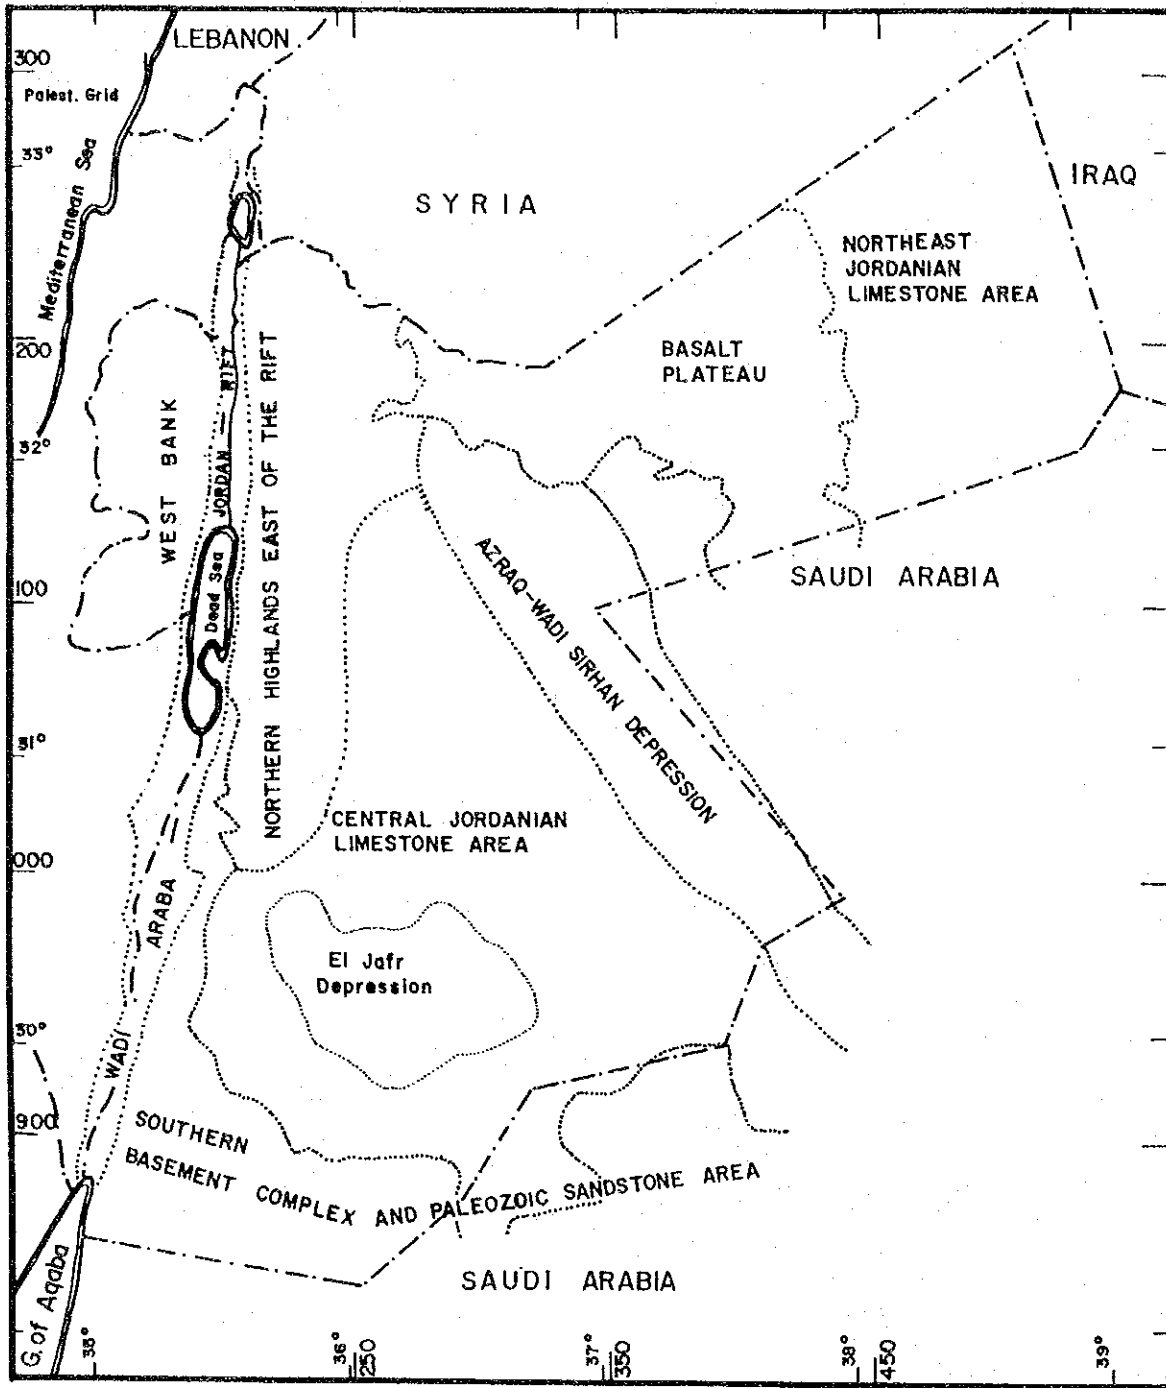 LEBANON
300
Palest. Grid
33°
Mediterranean Sea
SYRIA
IRAQ
NORTHEAST
JORDANIAN
LIMESTONE AREA
200
BASALT
PLATEAU
JORDAN — RIFT
WEST BANK
NORTHERN HIGHLANDS EAST OF THE RIFT
32°
Dead Sea
AZRAQ-WADI SIRHAN DEPRESSION
SAUDI ARABIA
100
31°
CENTRAL JORDANIAN
LIMESTONE AREA
000
WADI ARABA
El Jafr
Depression
30°
900
SOUTHERN
BASEMENT COMPLEX AND PALEOZOIC SANDSTONE AREA
G. of Aqaba
SAUDI ARABIA
35°
36°
250
37°
350
38°
450
39°